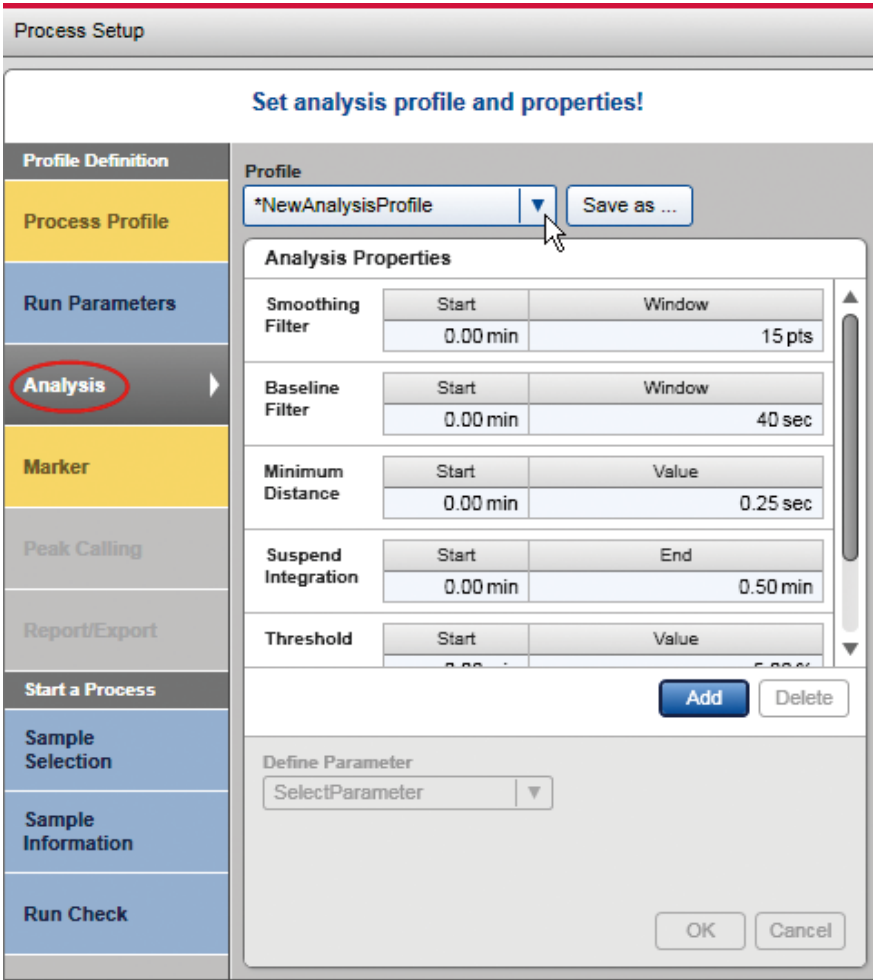 Process Setup
Set analysis profile and properties!
Profile Definition
Process Profile
Run Parameters
Analysis
Marker
Peak Calling
Report/Export
Start a Process
Sample
Selection
Sample
Information
Run Check
Profile
*NewAnalysisProfile Save as ...
Analysis Properties
Smoothing
Filter
Start Window
0.00 min 15 pts
Baseline
Filter
Start Window
0.00 min 40 sec
Minimum
Distance
Start Value
0.00 min 0.25 sec
Suspend
Integration
Start End
0.00 min 0.50 min
Threshold
Start Value
Add Delete
Define Parameter
SelectParameter
OK Cancel